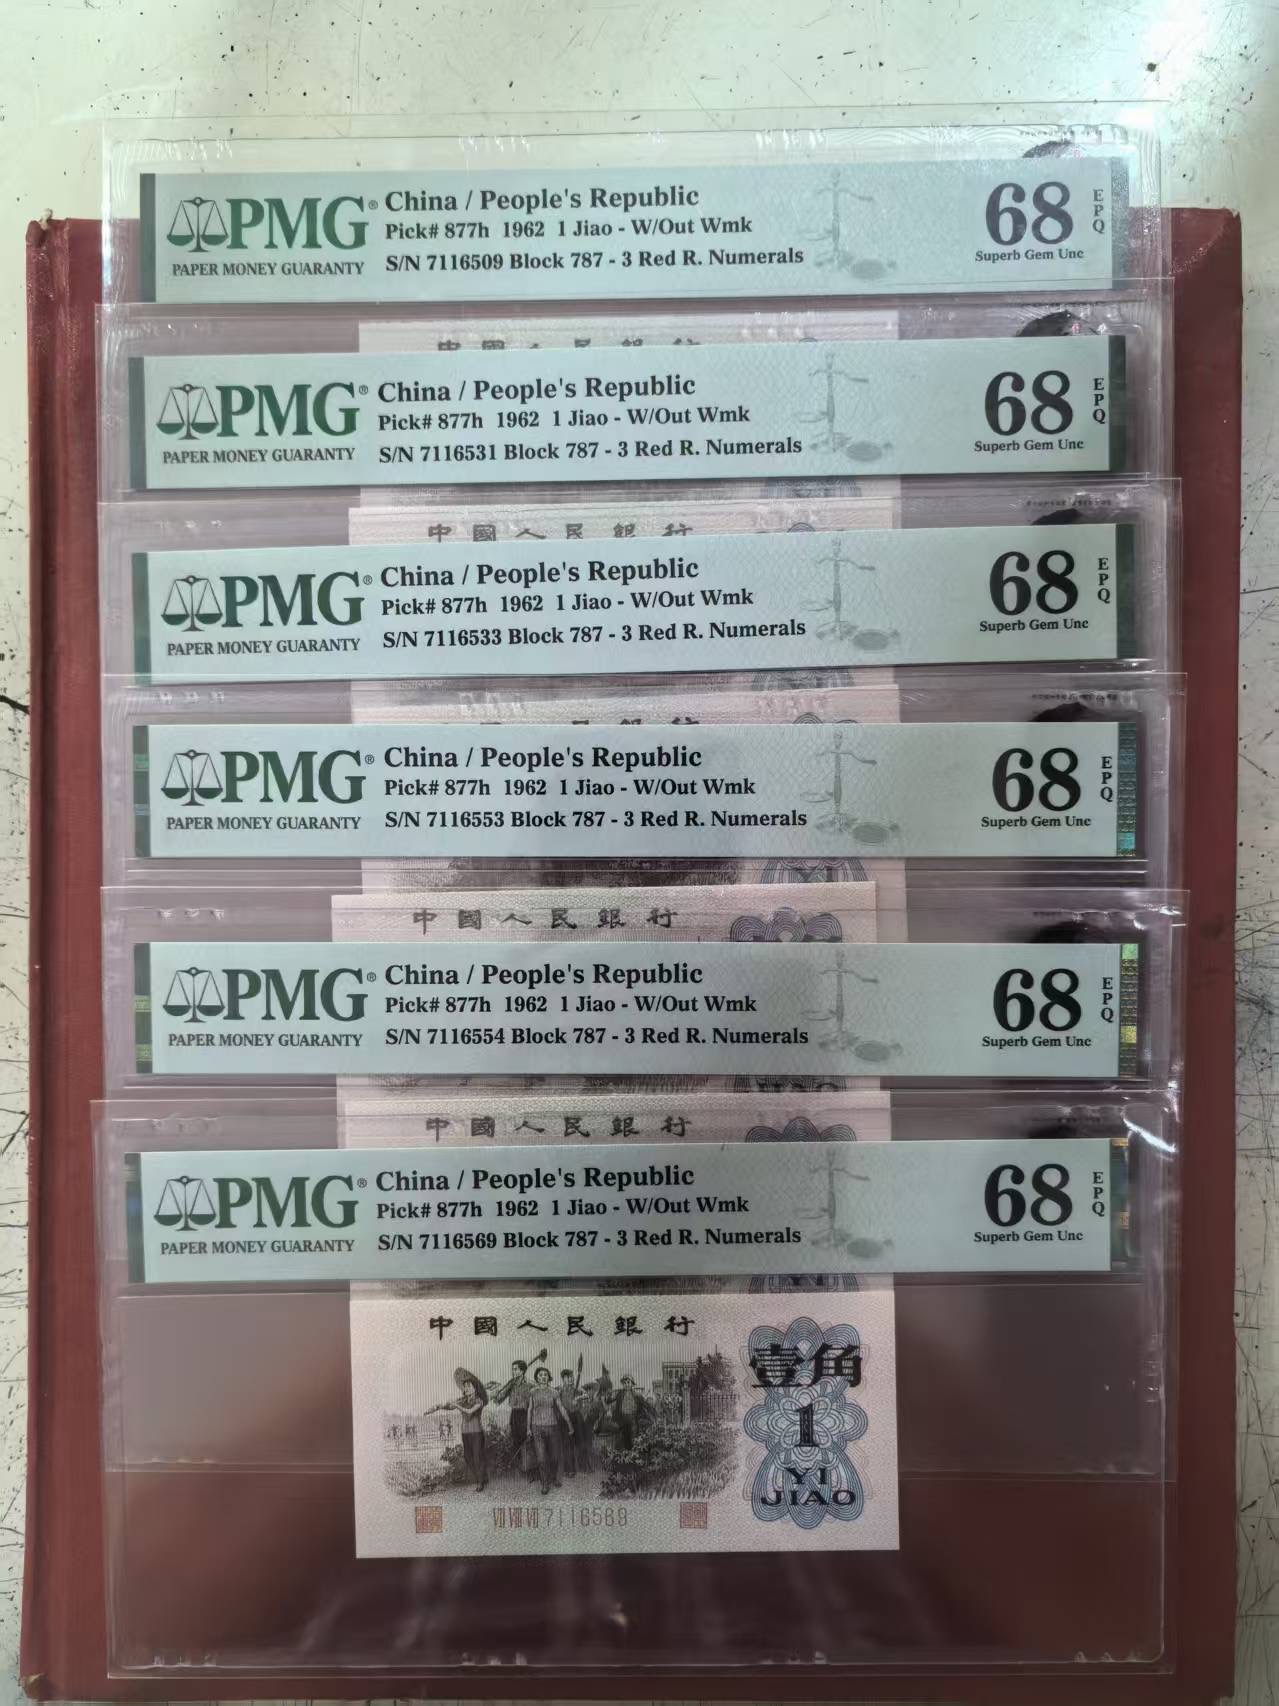 PMG®
PAPER MONEY GUARANTY
China / People's Republic
Pick# 877h 1962 1 Jiao - W/Out Wmk
S/N 7116509 Block 787 - 3 Red R. Numerals
68
EPQ
Superb Gem Unc
PMG®
PAPER MONEY GUARANTY
China / People's Republic
Pick# 877h 1962 1 Jiao - W/Out Wmk
S/N 7116531 Block 787 - 3 Red R. Numerals
68
EPQ
Superb Gem Unc
中國人民銀行
PMG®
PAPER MONEY GUARANTY
China / People's Republic
Pick# 877h 1962 1 Jiao - W/Out Wmk
S/N 7116533 Block 787 - 3 Red R. Numerals
68
EPQ
Superb Gem Unc
PMG®
PAPER MONEY GUARANTY
China / People's Republic
Pick# 877h 1962 1 Jiao - W/Out Wmk
S/N 7116553 Block 787 - 3 Red R. Numerals
68
EPQ
Superb Gem Unc
中國人民銀行
PMG®
PAPER MONEY GUARANTY
China / People's Republic
Pick# 877h 1962 1 Jiao - W/Out Wmk
S/N 7116554 Block 787 - 3 Red R. Numerals
68
EPQ
Superb Gem Unc
中國人民銀行
PMG®
PAPER MONEY GUARANTY
China / People's Republic
Pick# 877h 1962 1 Jiao - W/Out Wmk
S/N 7116569 Block 787 - 3 Red R. Numerals
68
EPQ
Superb Gem Unc
中國人民銀行
壹角
1
YI
JIAO
ⅦⅧⅦ 7116569